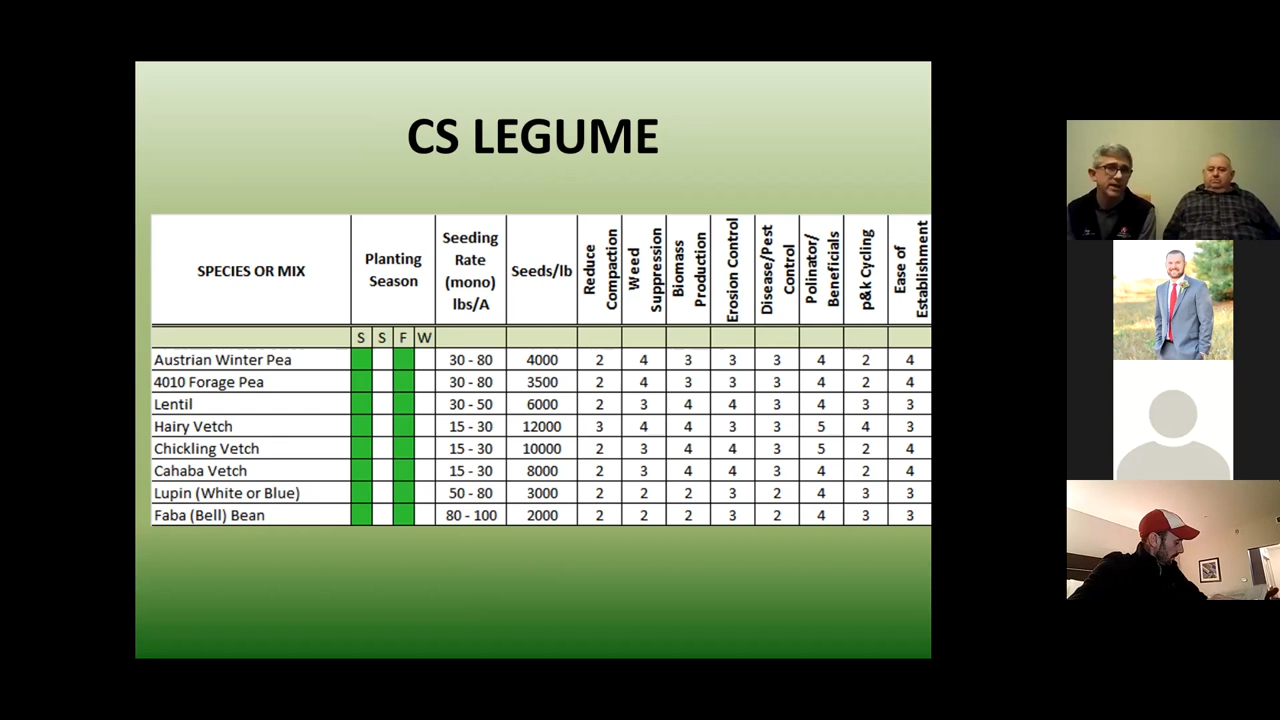 CS LEGUME
SPECIES OR MIX
Planting
Season
Seeding
Rate
(mono)
lbs/A
Seeds/lb
Reduce
Compaction
Weed
Suppression
Biomass
Production
Erosion Control
Disease/Pest
Control
Polinator/
Beneficials
p&k Cycling
Ease of
Establishment
S S F W
Austrian Winter Pea 30 - 80 4000 2 4 3 3 3 4 2 4
4010 Forage Pea 30 - 80 3500 2 4 3 3 3 4 2 4
Lentil 30 - 50 6000 2 3 4 4 3 4 3 3
Hairy Vetch 15 - 30 12000 3 4 4 3 3 5 4 3
Chickling Vetch 15 - 30 10000 2 3 4 4 3 5 2 4
Cahaba Vetch 15 - 30 8000 2 3 4 4 3 4 2 4
Lupin (White or Blue) 50 - 80 3000 2 2 2 3 2 4 3 3
Faba (Bell) Bean 80 - 100 2000 2 2 2 3 2 4 3 3